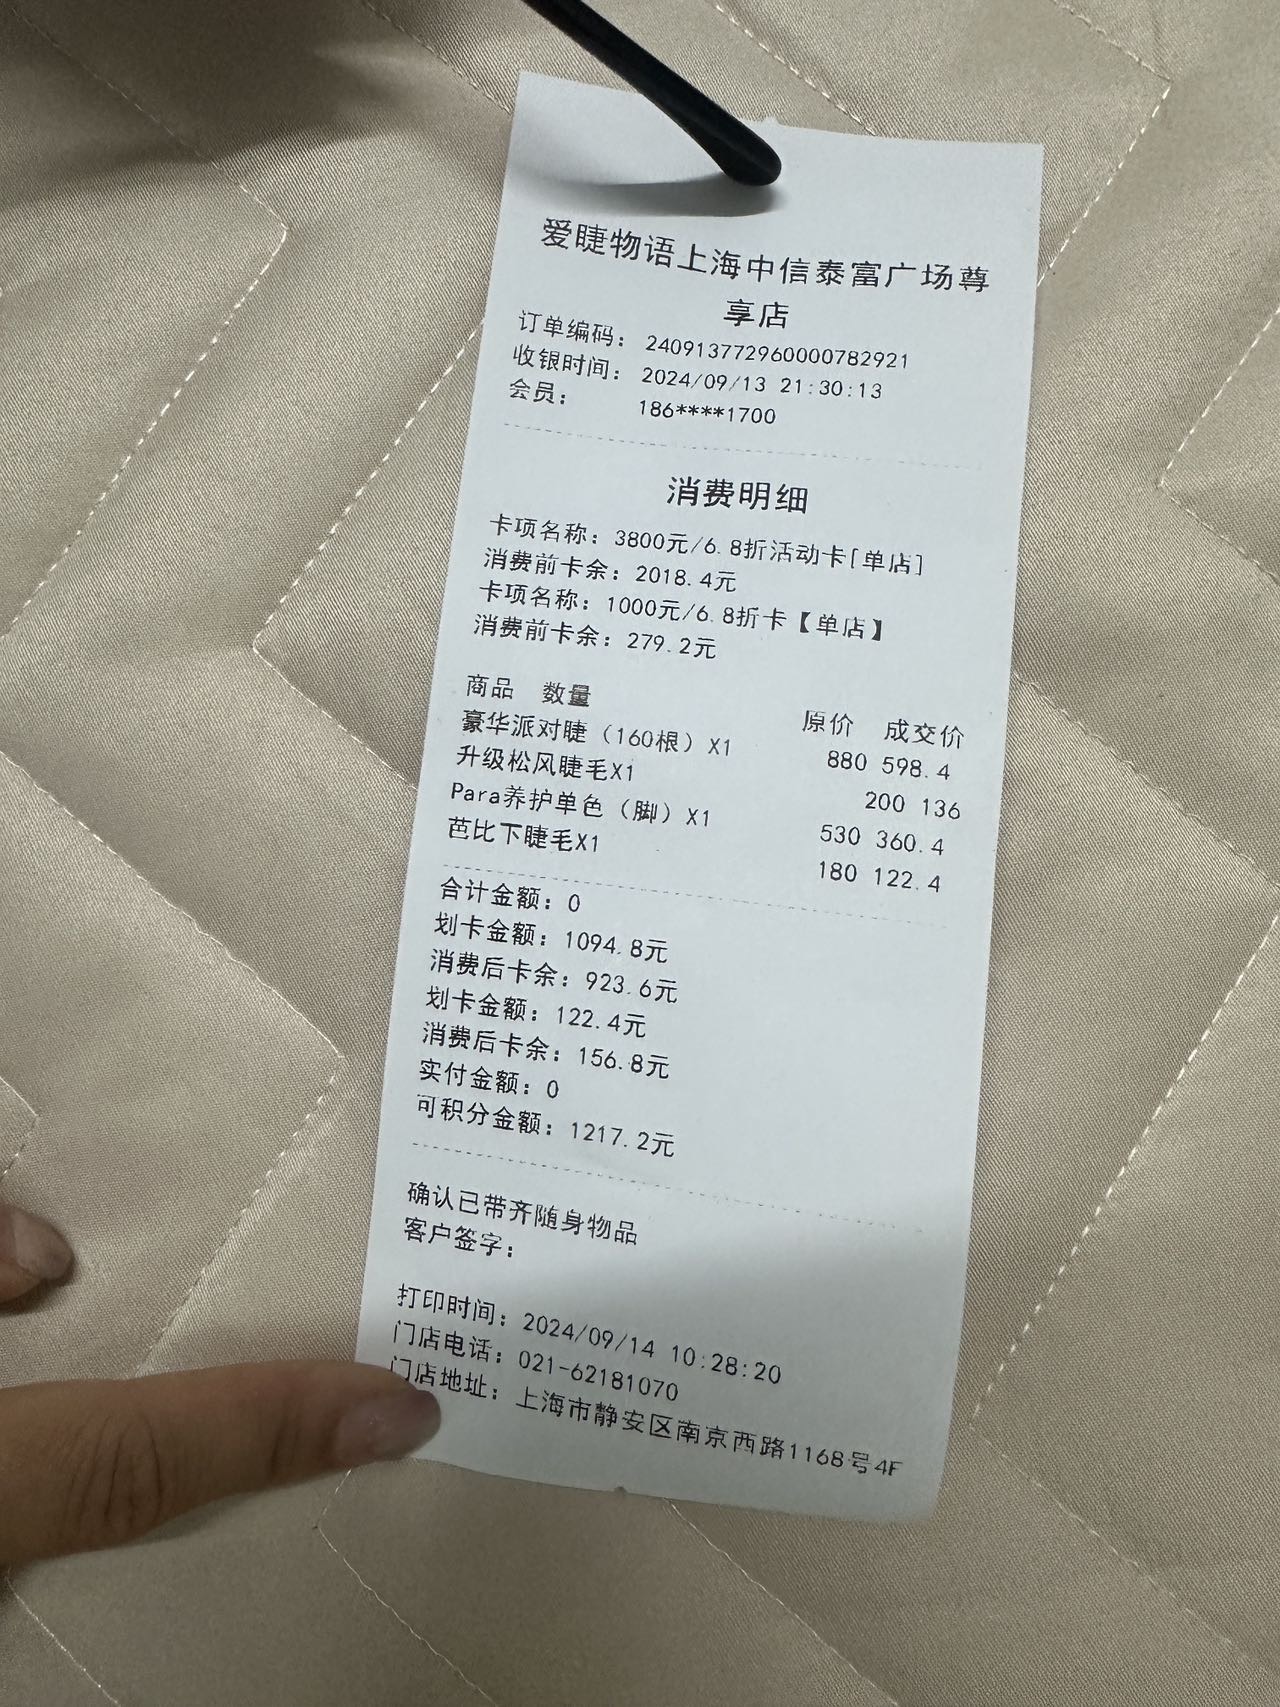 爱睫物语上海中信泰富广场尊
享店
订单编码: 240913772960000782921
收银时间: 2024/09/13 21:30:13
会员: 186****1700
消费明细
卡项名称: 3800元/6.8折活动卡[单店]
消费前卡余: 2018.4元
卡项名称: 1000元/6.8折卡【单店】
消费前卡余: 279.2元
商品 数量 原价 成交价
豪华派对睫（160根）X1 880 598.4
升级松风睫毛X1 200 136
Para养护单色（脚）X1 530 360.4
芭比下睫毛X1 180 122.4
合计金额: 0
划卡金额: 1094.8元
消费后卡余: 923.6元
划卡金额: 122.4元
消费后卡余: 156.8元
实付金额: 0
可积分金额: 1217.2元
确认已带齐随身物品
客户签字:
打印时间: 2024/09/14 10:28:20
门店电话: 021-62181070
门店地址: 上海市静安区南京西路1168号4F